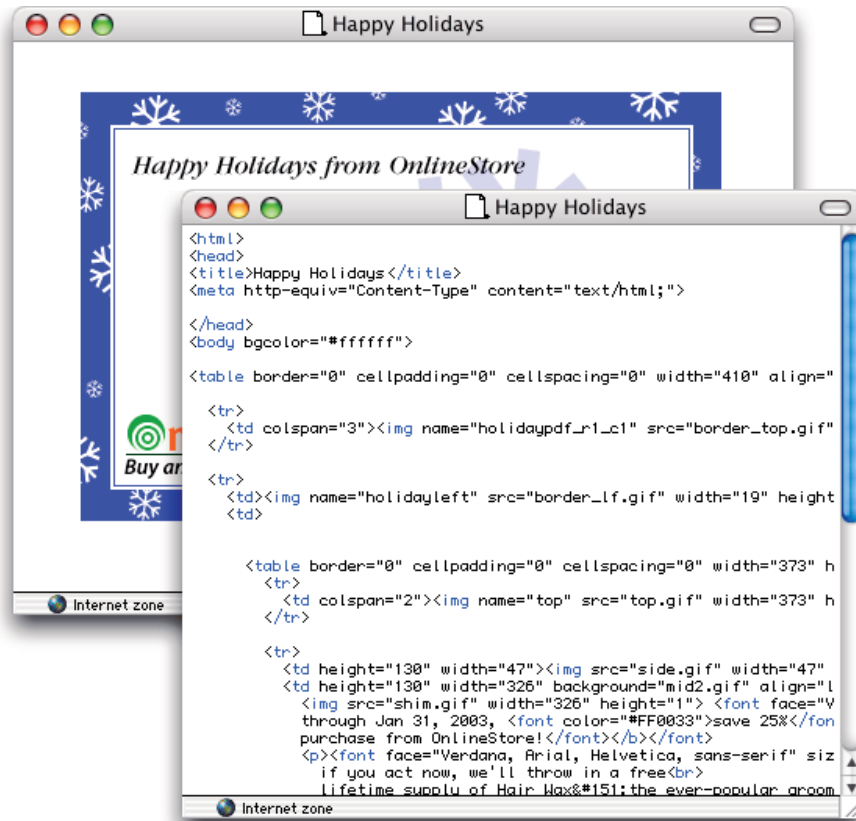 Happy Holidays
Happy Holidays from OnlineStore
Buy
Internet zone
Happy Holidays
<html>
<head>
<title>Happy Holidays</title>
<meta http-equiv="Content-Type" content="text/html;">
</head>
<body bgcolor="#ffffff">
<table border="0" cellpadding="0" cellspacing="0" width="410" align="
<tr>
<td colspan="3"><img name="holidaypdf_r1_c1" src="border_top.gif"
</tr>
<tr>
<td><img name="holidayleft" src="border_lf.gif" width="19" height
<td>
<table border="0" cellpadding="0" cellspacing="0" width="373" h
<tr>
<td colspan="2"><img name="top" src="top.gif" width="373" h
</tr>
<tr>
<td height="130" width="47"><img src="side.gif" width="47"
<td height="130" width="326" background="mid2.gif" align="l
<img src="shim.gif" width="326" height="1"> <font face="V
through Jan 31, 2003, <font color="#FF0033">save 25%</fon
purchase from OnlineStore!</font></b></font>
<p><font face="Verdana, Arial, Helvetica, sans-serif" siz
if you act now, we'll throw in a free<br>
lifetime supply of Hair Wax&#151;the ever-popular groom
Internet zone